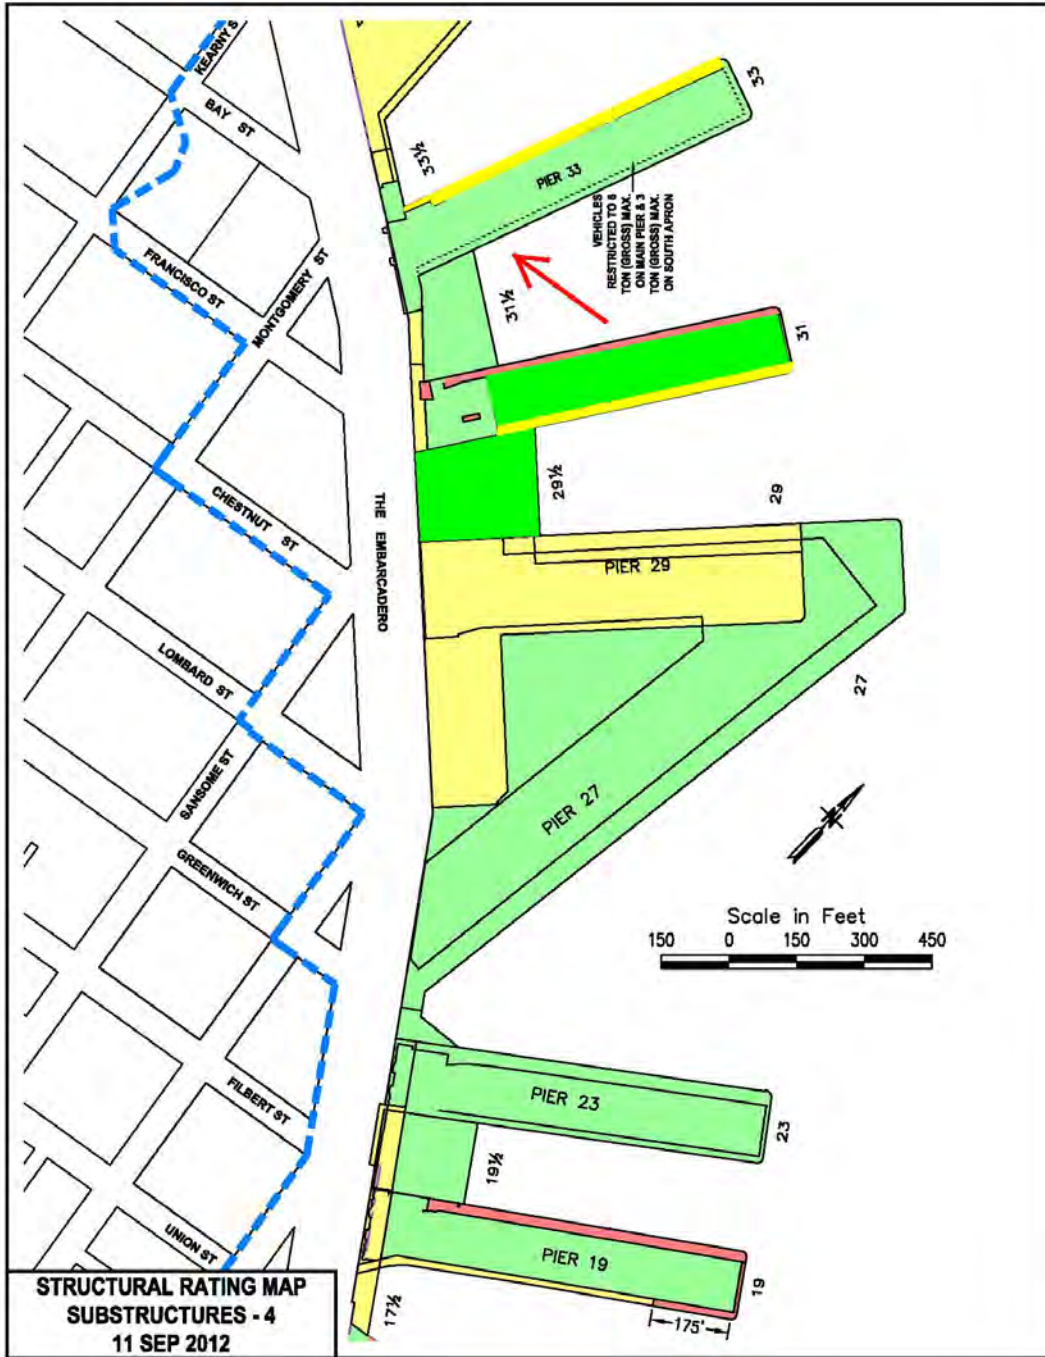 KEARNY S
BAY ST
33½
33
PIER 33
VEHICLES
RESTRICTED TO 8
TON (GROSS) MAX.
ON MAIN PIER & 3
TON (GROSS) MAX.
ON SOUTH APRON
FRANCISCO ST
MONTGOMERY ST
31½
31
CHESTNUT ST
THE EMBARCADERO
29½
29
PIER 29
LOMBARD ST
27
SANSOME ST
PIER 27
GREENWICH ST
Scale in Feet
150 0 150 300 450
FILBERT ST
PIER 23
23
19½
UNION ST
PIER 19
19
17½
175'
STRUCTURAL RATING MAP
SUBSTRUCTURES - 4
11 SEP 2012